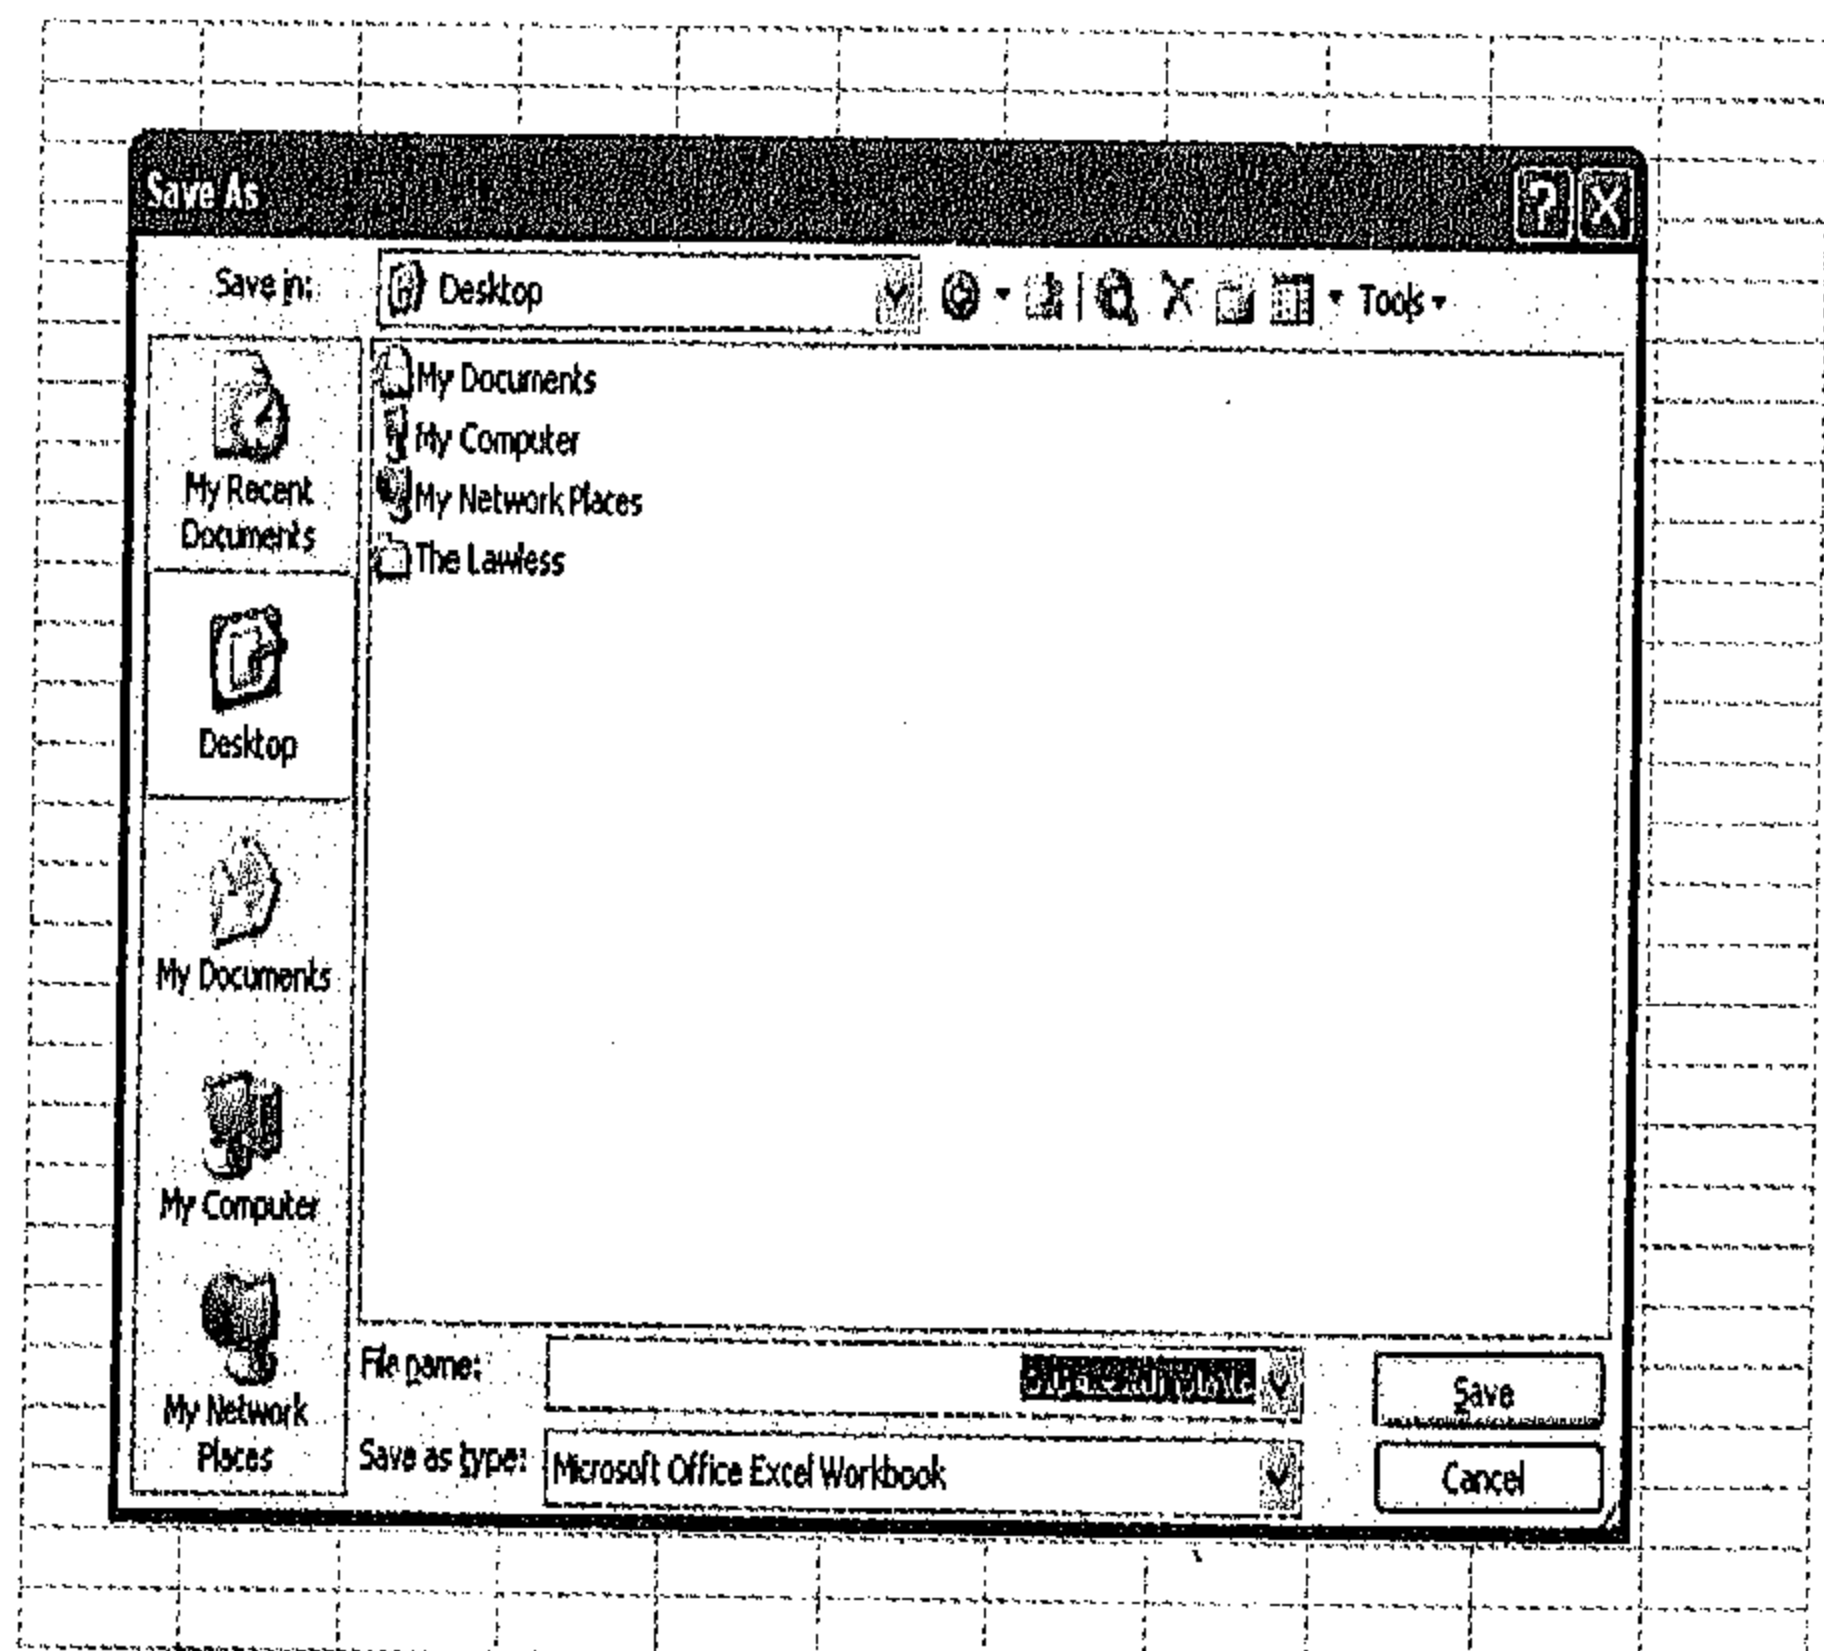 Save As
Save in:
Desktop
Tools
My Documents
My Computer
My Network Places
The Lawless
My Recent
Documents
Desktop
My Documents
My Computer
My Network
Places
File name:
Save
Save as type:
Microsoft Office Excel Workbook
Cancel